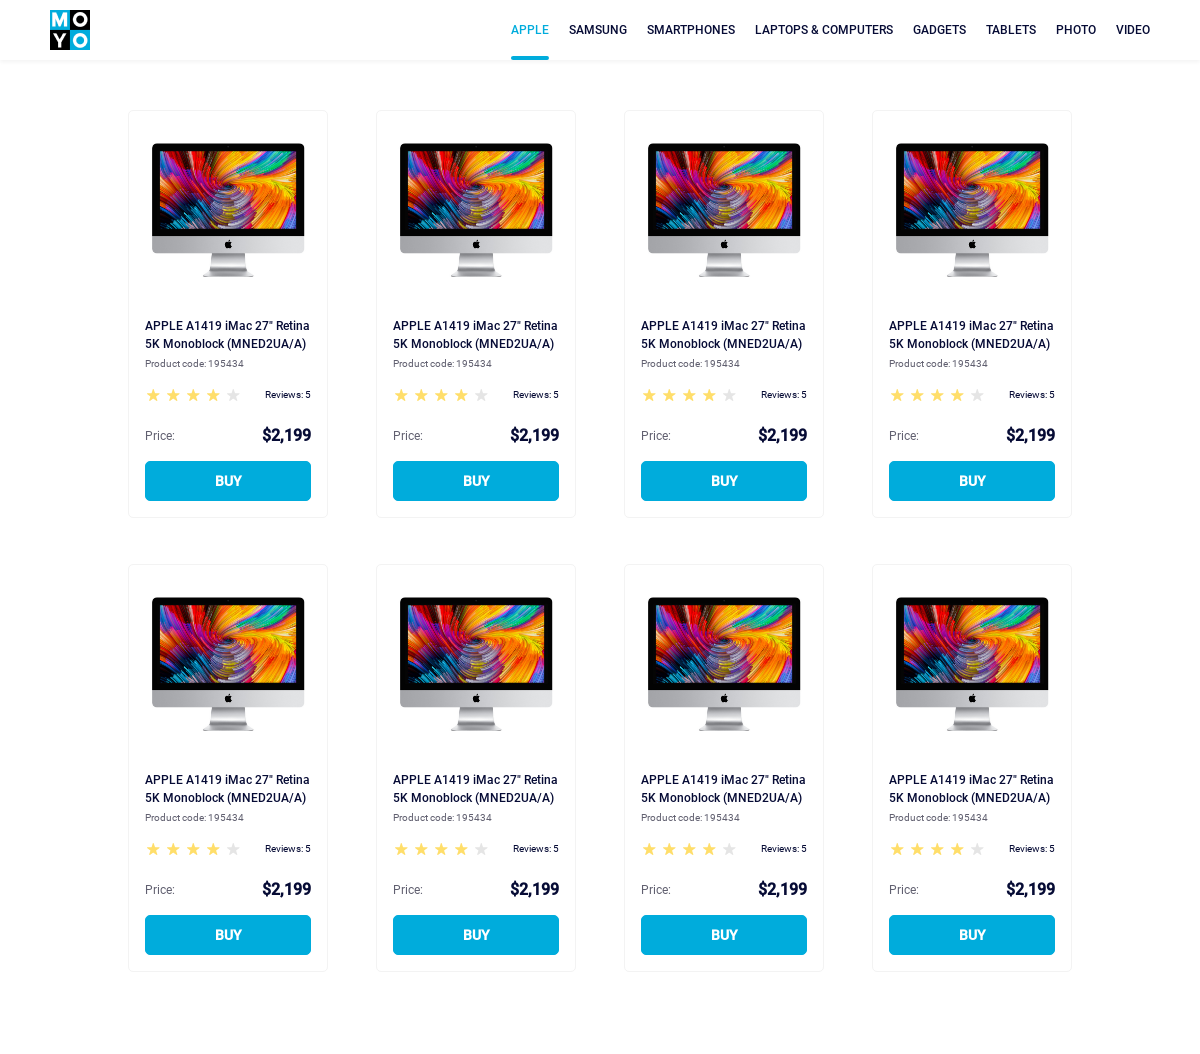 MO
YO
APPLE SAMSUNG SMARTPHONES LAPTOPS & COMPUTERS GADGETS TABLETS PHOTO VIDEO
APPLE A1419 iMac 27" Retina
5K Monoblock (MNED2UA/A)
Product code: 195434
Reviews: 5
Price: $2,199
BUY
APPLE A1419 iMac 27" Retina
5K Monoblock (MNED2UA/A)
Product code: 195434
Reviews: 5
Price: $2,199
BUY
APPLE A1419 iMac 27" Retina
5K Monoblock (MNED2UA/A)
Product code: 195434
Reviews: 5
Price: $2,199
BUY
APPLE A1419 iMac 27" Retina
5K Monoblock (MNED2UA/A)
Product code: 195434
Reviews: 5
Price: $2,199
BUY
APPLE A1419 iMac 27" Retina
5K Monoblock (MNED2UA/A)
Product code: 195434
Reviews: 5
Price: $2,199
BUY
APPLE A1419 iMac 27" Retina
5K Monoblock (MNED2UA/A)
Product code: 195434
Reviews: 5
Price: $2,199
BUY
APPLE A1419 iMac 27" Retina
5K Monoblock (MNED2UA/A)
Product code: 195434
Reviews: 5
Price: $2,199
BUY
APPLE A1419 iMac 27" Retina
5K Monoblock (MNED2UA/A)
Product code: 195434
Reviews: 5
Price: $2,199
BUY